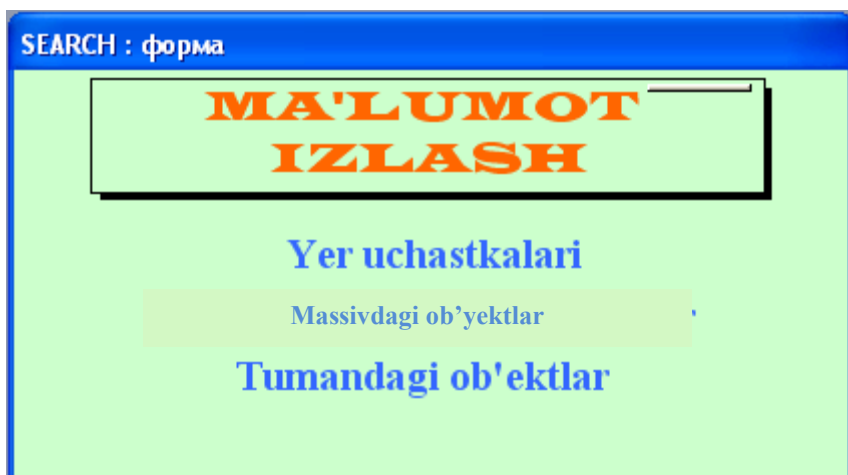 SEARCH : форма
MA'LUMOT
IZLASH
Yer uchastkalari
Massivdagi ob’yektlar
Tumandagi ob'ektlar